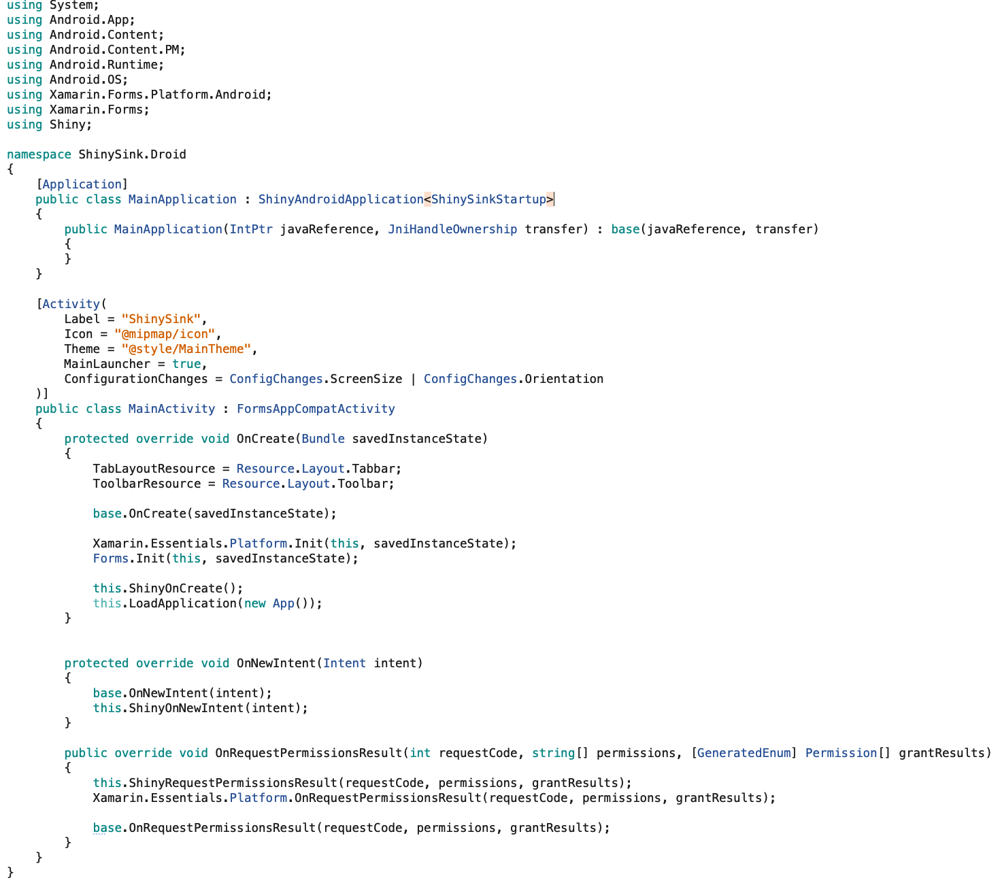 using System;
using Android.App;
using Android.Content;
using Android.Content.PM;
using Android.Runtime;
using Android.OS;
using Xamarin.Forms.Platform.Android;
using Xamarin.Forms;
using Shiny;

namespace ShinySink.Droid
{
    [Application]
    public class MainApplication : ShinyAndroidApplication<ShinySinkStartup>
    {
        public MainApplication(IntPtr javaReference, JniHandleOwnership transfer) : base(javaReference, transfer)
        {
        }
    }

    [Activity(
        Label = "ShinySink",
        Icon = "@mipmap/icon",
        Theme = "@style/MainTheme",
        MainLauncher = true,
        ConfigurationChanges = ConfigChanges.ScreenSize | ConfigChanges.Orientation
    )]
    public class MainActivity : FormsAppCompatActivity
    {
        protected override void OnCreate(Bundle savedInstanceState)
        {
            TabLayoutResource = Resource.Layout.Tabbar;
            ToolbarResource = Resource.Layout.Toolbar;

            base.OnCreate(savedInstanceState);

            Xamarin.Essentials.Platform.Init(this, savedInstanceState);
            Forms.Init(this, savedInstanceState);

            this.ShinyOnCreate();
            this.LoadApplication(new App());
        }


        protected override void OnNewIntent(Intent intent)
        {
            base.OnNewIntent(intent);
            this.ShinyOnNewIntent(intent);
        }

        public override void OnRequestPermissionsResult(int requestCode, string[] permissions, [GeneratedEnum] Permission[] grantResults)
        {
            this.ShinyRequestPermissionsResult(requestCode, permissions, grantResults);
            Xamarin.Essentials.Platform.OnRequestPermissionsResult(requestCode, permissions, grantResults);

            base.OnRequestPermissionsResult(requestCode, permissions, grantResults);
        }
    }
}